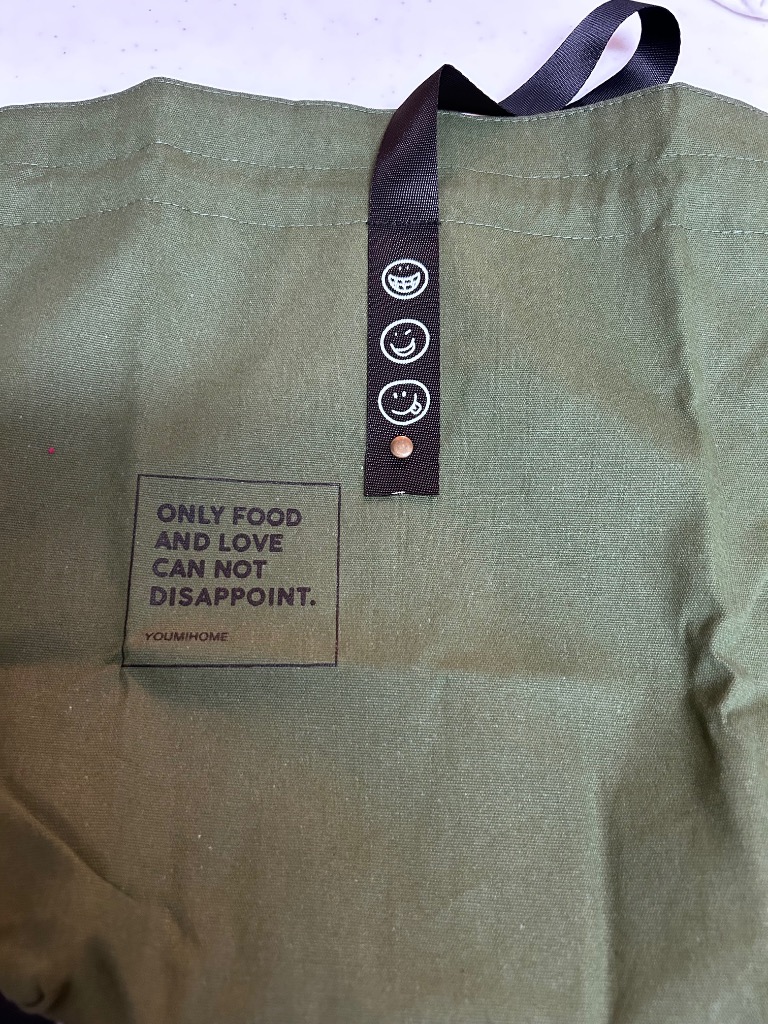 ONLY FOOD
AND LOVE
CAN NOT
DISAPPOINT.
YOUMIHOME